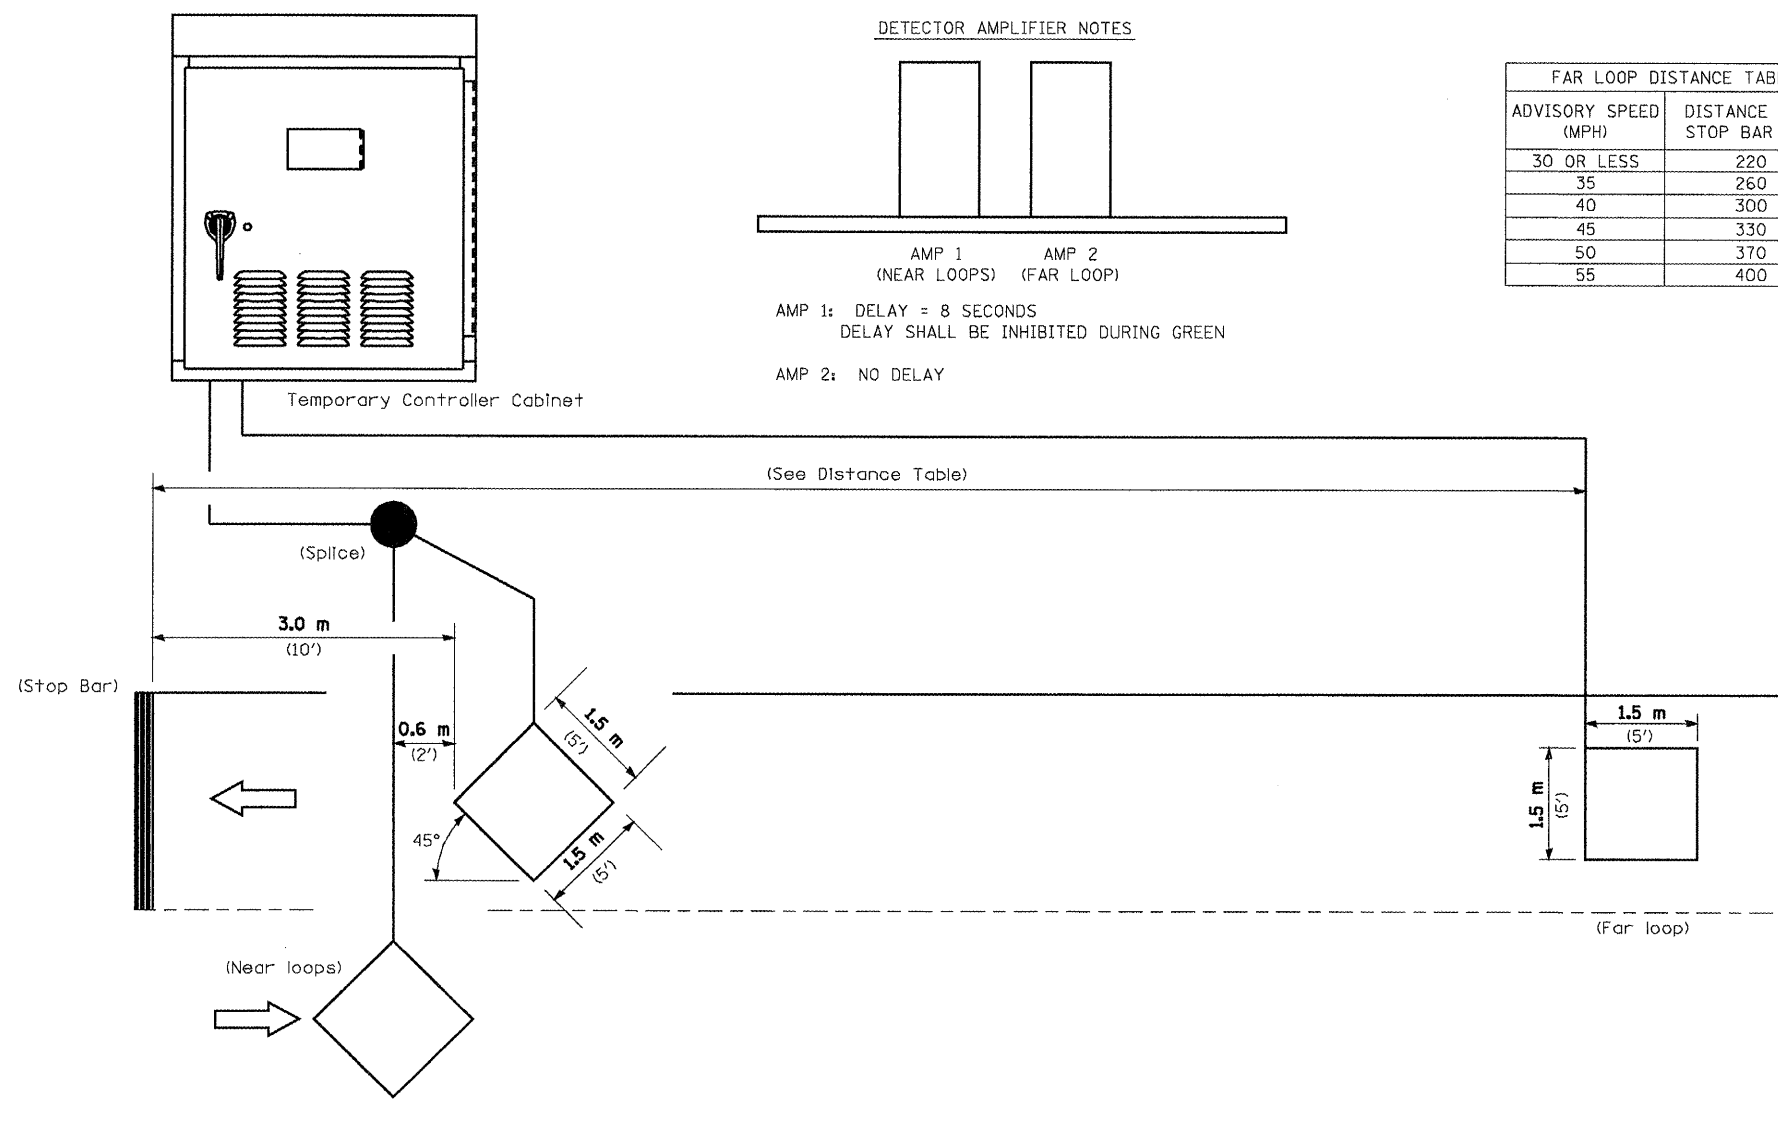 DETECTOR AMPLIFIER NOTES
AMP 1
(NEAR LOOPS)
AMP 2
(FAR LOOP)
AMP 1: DELAY = 8 SECONDS
DELAY SHALL BE INHIBITED DURING GREEN
AMP 2: NO DELAY
FAR LOOP DISTANCE TAB
ADVISORY SPEED
(MPH)
DISTANCE
STOP BAR
30 OR LESS 220
35 260
40 300
45 330
50 370
55 400
Temporary Controller Cabinet
(See Distance Table)
(Splice)
3.0 m
(10')
(Stop Bar)
0.6 m
(2')
1.5 m
(5')
45°
1.5 m
(5')
1.5 m
(5')
1.5 m
(5')
(Far loop)
(Near loops)